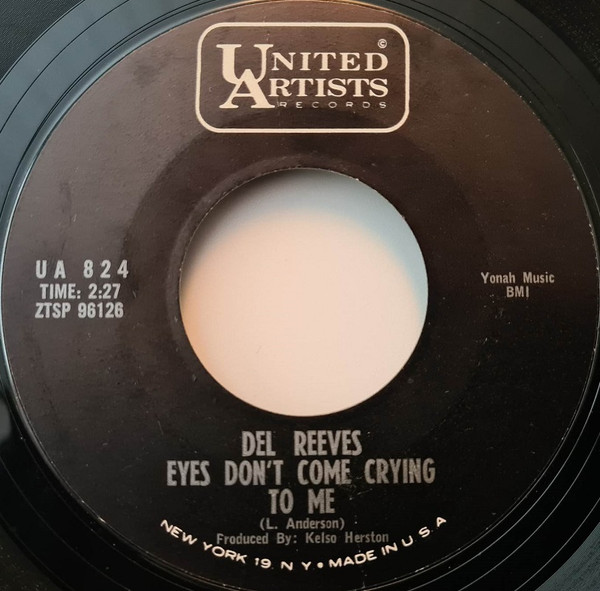 ©
UNITED
ARTISTS
RECORDS
UA 824
TIME: 2:27
ZTSP 96126
Yonah Music
BMI
DEL REEVES
EYES DON'T COME CRYING
TO ME
(L. Anderson)
Produced By: Kelso Herston
NEW YORK 19, N Y • MADE IN U.S.A